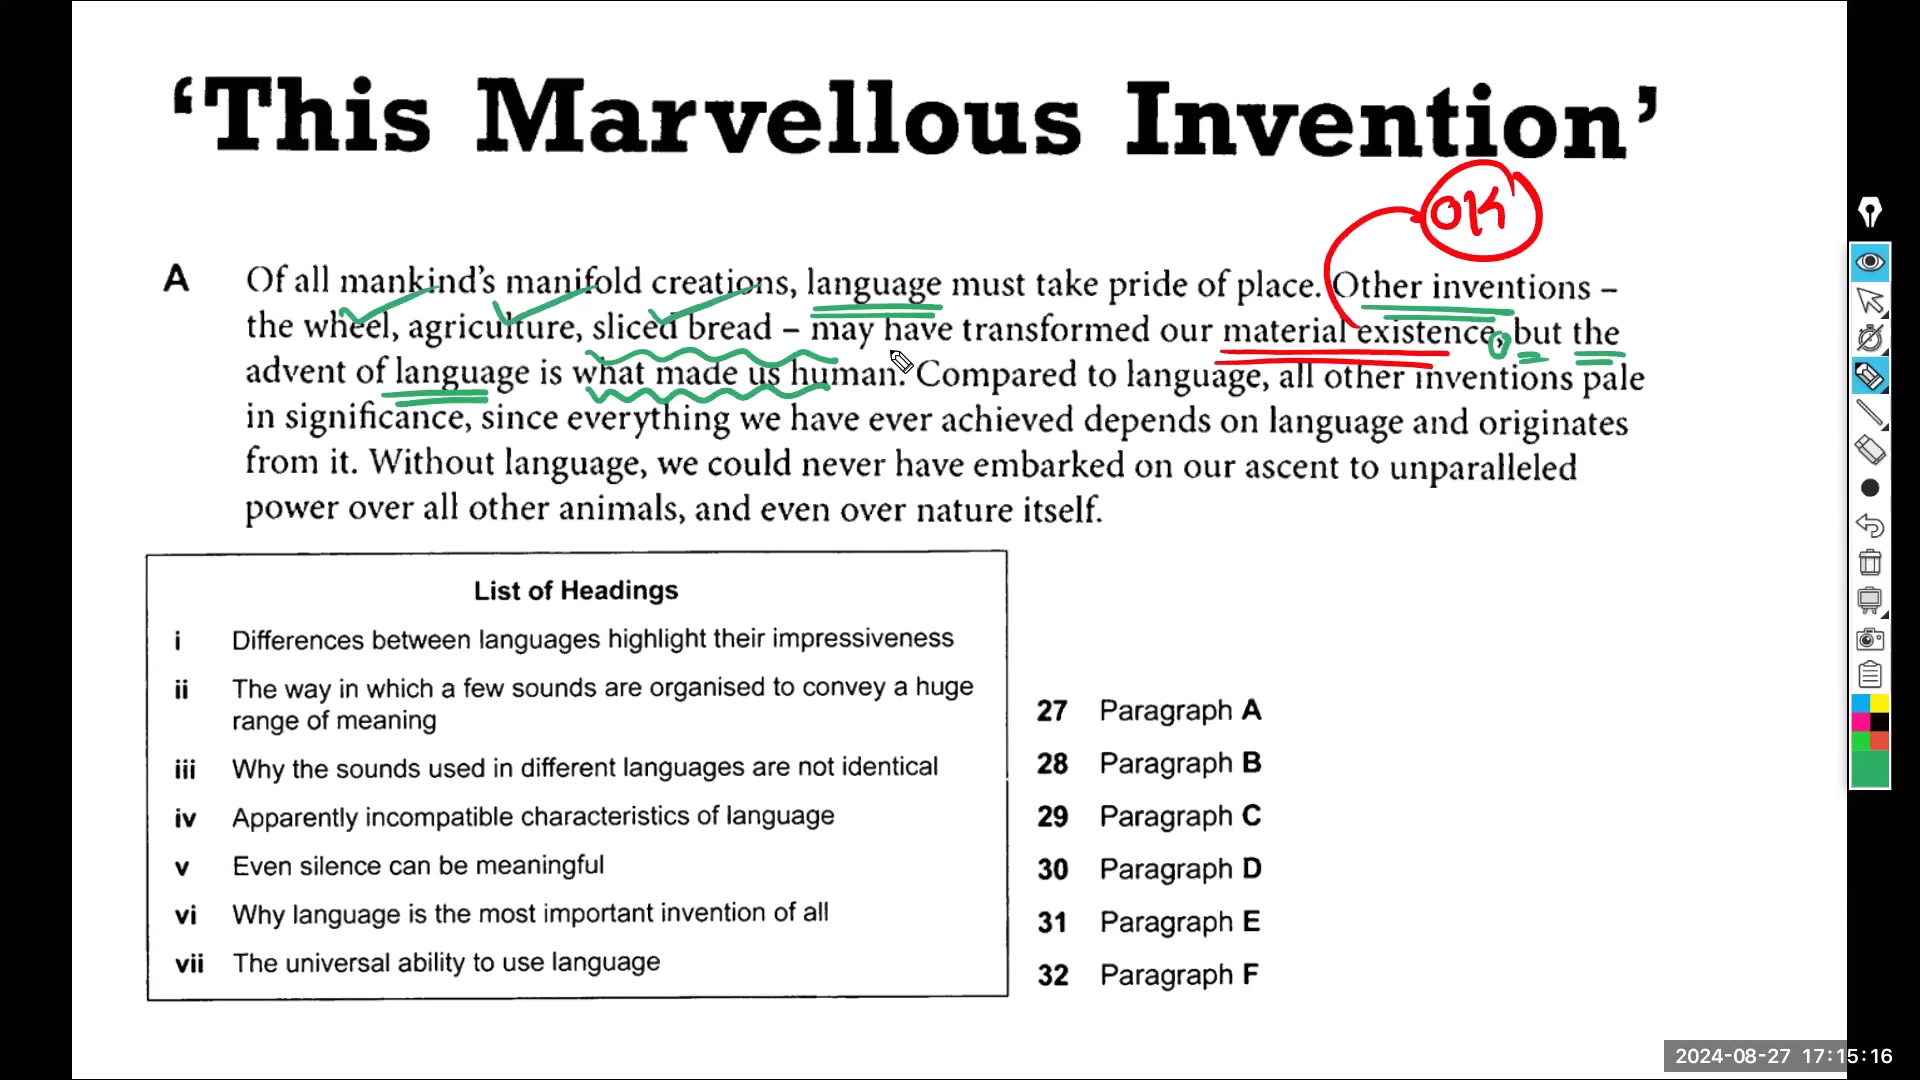 ‘This Marvellous Invention’
OK
A Of all mankind’s manifold creations, language must take pride of place. Other inventions –
the wheel, agriculture, sliced bread – may have transformed our material existence, but the
advent of language is what made us human. Compared to language, all other inventions pale
in significance, since everything we have ever achieved depends on language and originates
from it. Without language, we could never have embarked on our ascent to unparalleled
power over all other animals, and even over nature itself.
List of Headings
i Differences between languages highlight their impressiveness
ii The way in which a few sounds are organised to convey a huge
range of meaning
iii Why the sounds used in different languages are not identical
iv Apparently incompatible characteristics of language
v Even silence can be meaningful
vi Why language is the most important invention of all
vii The universal ability to use language
27 Paragraph A
28 Paragraph B
29 Paragraph C
30 Paragraph D
31 Paragraph E
32 Paragraph F
2024-08-27 17:15:16